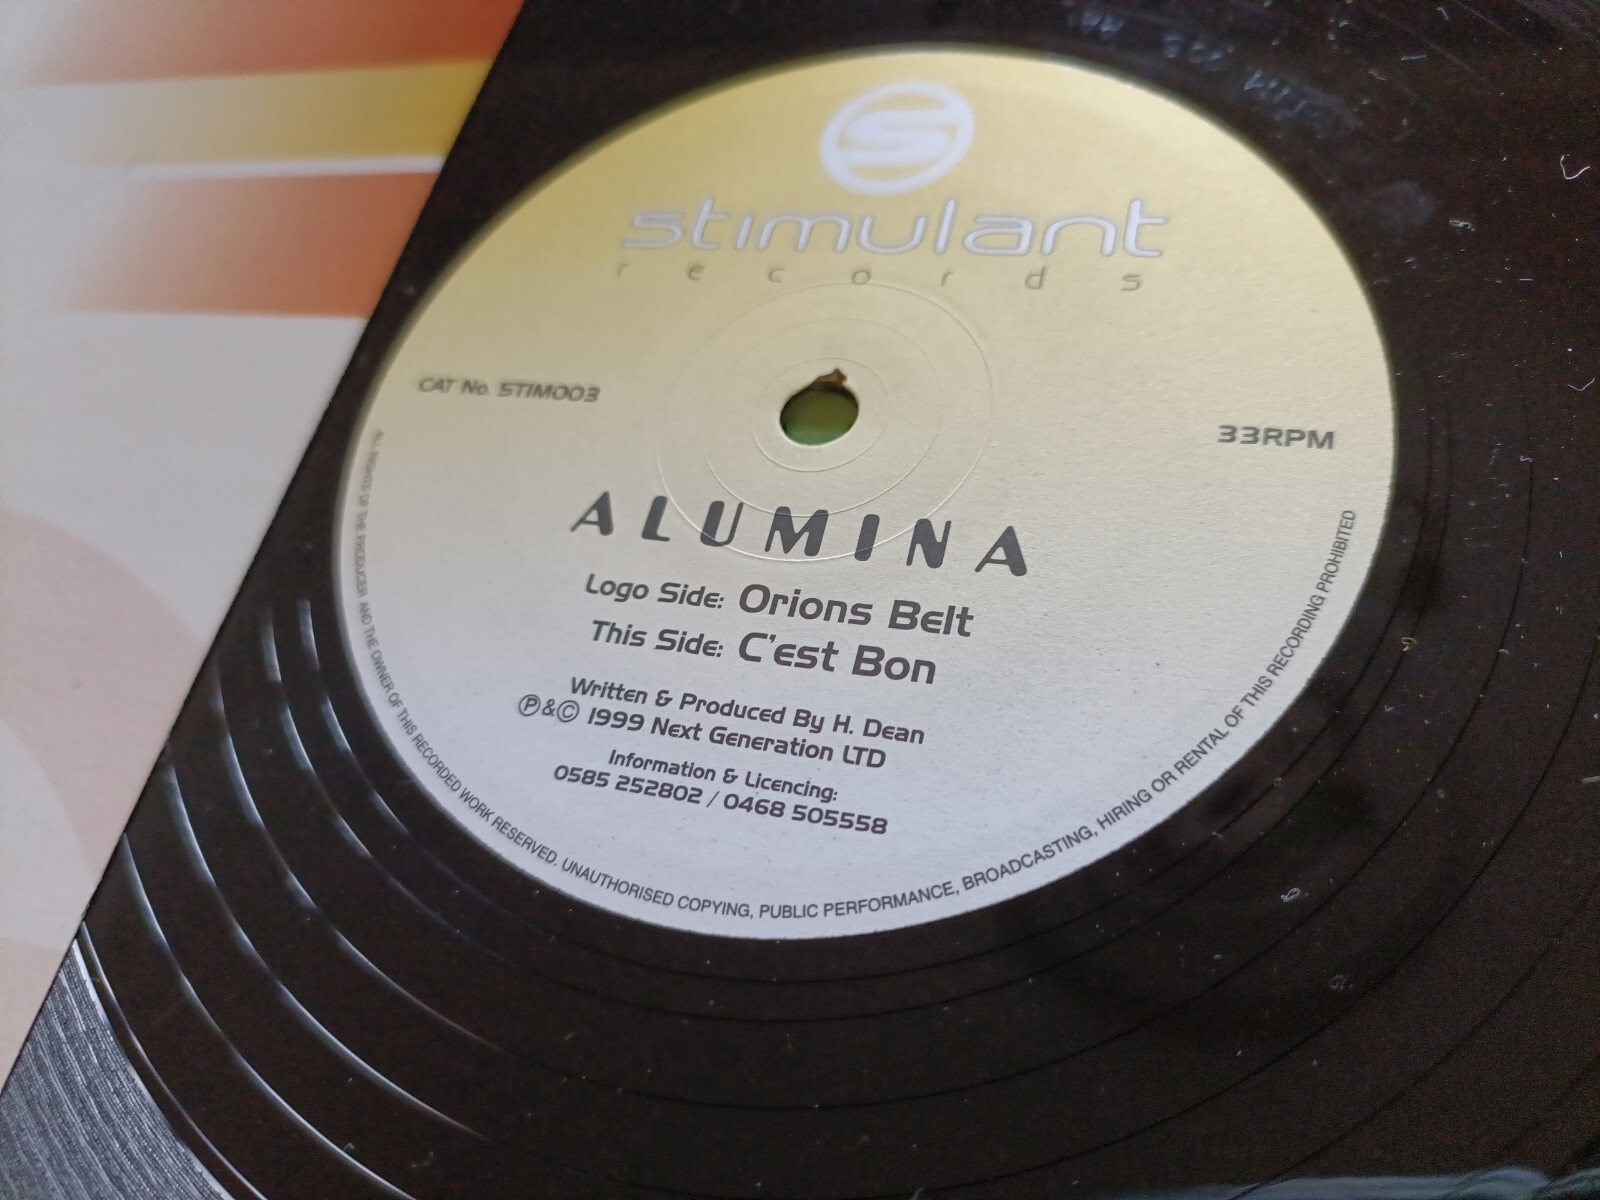 S
stimulant
records
CAT No. STIM003
33RPM
ALUMINA
Logo Side: Orions Belt
This Side: C'est Bon
Written & Produced By H. Dean
℗&© 1999 Next Generation LTD
Information & Licencing:
0585 252802 / 0468 505558
ALL RIGHTS OF THE PRODUCER AND THE OWNER OF THIS RECORDED WORK RESERVED. UNAUTHORISED COPYING, PUBLIC PERFORMANCE, BROADCASTING, HIRING OR RENTAL OF THIS RECORDING PROHIBITED